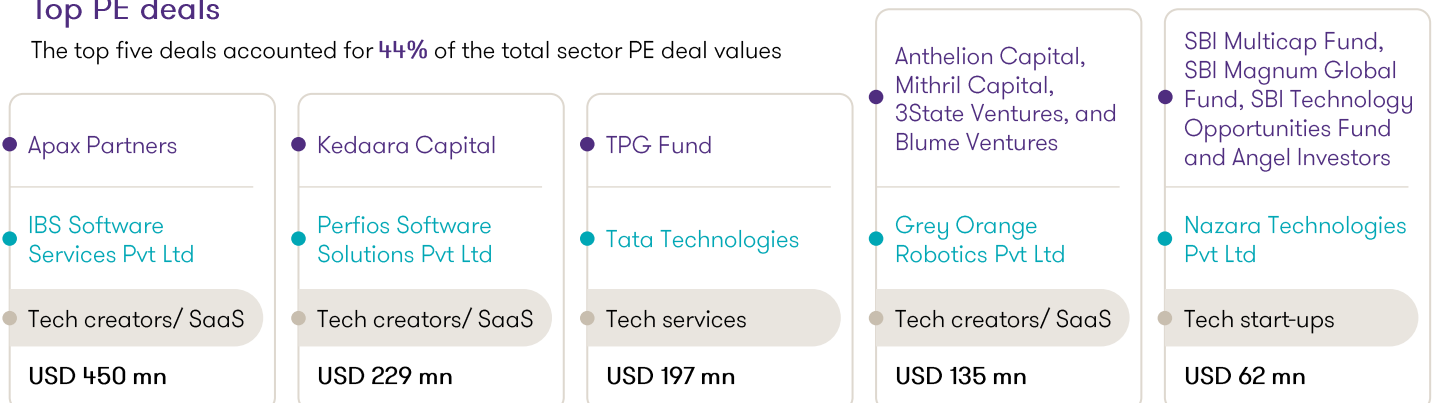 Top PE deals
The top five deals accounted for 44% of the total sector PE deal values
Apax Partners
IBS Software
Services Pvt Ltd
Tech creators/ SaaS
USD 450 mn
Kedaara Capital
Perfios Software
Solutions Pvt Ltd
Tech creators/ SaaS
USD 229 mn
TPG Fund
Tata Technologies
Tech services
USD 197 mn
Anthelion Capital,
Mithril Capital,
3State Ventures, and
Blume Ventures
Grey Orange
Robotics Pvt Ltd
Tech creators/ SaaS
USD 135 mn
SBI Multicap Fund,
SBI Magnum Global
Fund, SBI Technology
Opportunities Fund
and Angel Investors
Nazara Technologies
Pvt Ltd
Tech start-ups
USD 62 mn